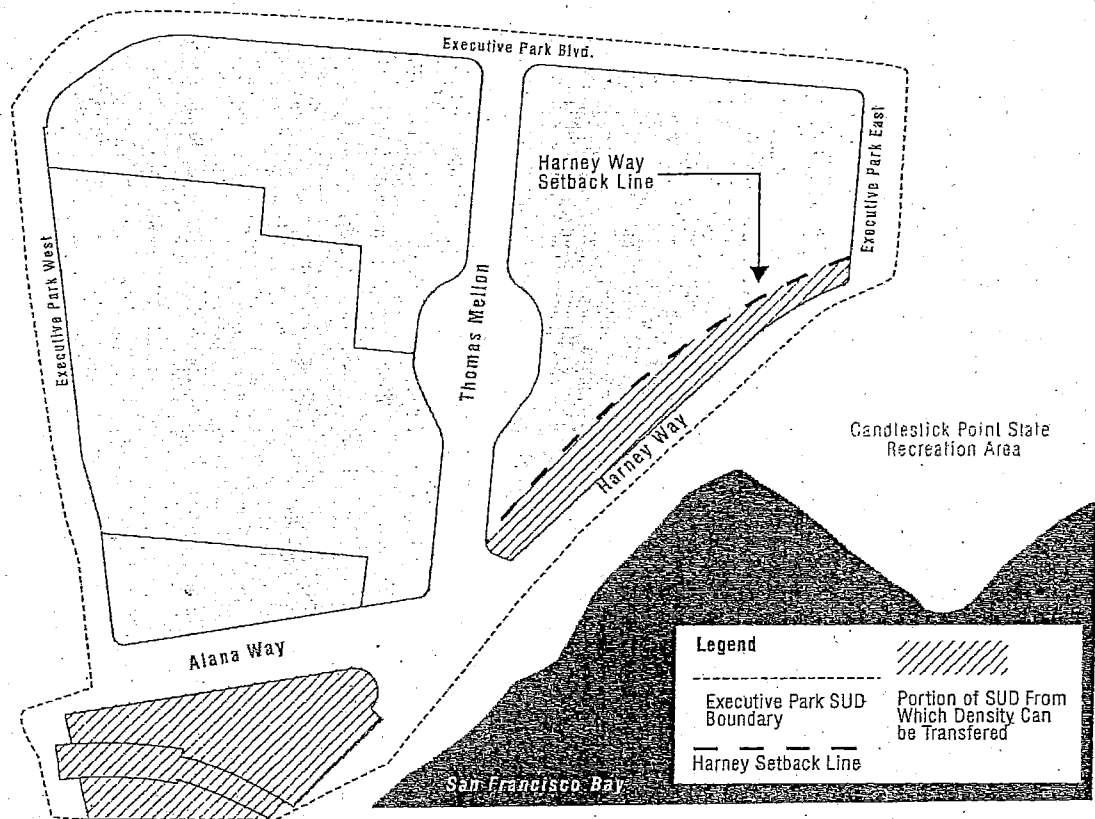 Executive Park Blvd.
Harney Way
Setback Line
Executive Park East
Executive Park West
Thomas Mellon
Harney Way
Candlestick Point State
Recreation Area
Alana Way
San Francisco Bay
Legend
Executive Park SUD
Boundary
Harney Setback Line
Portion of SUD From
Which Density Can
be Transfered